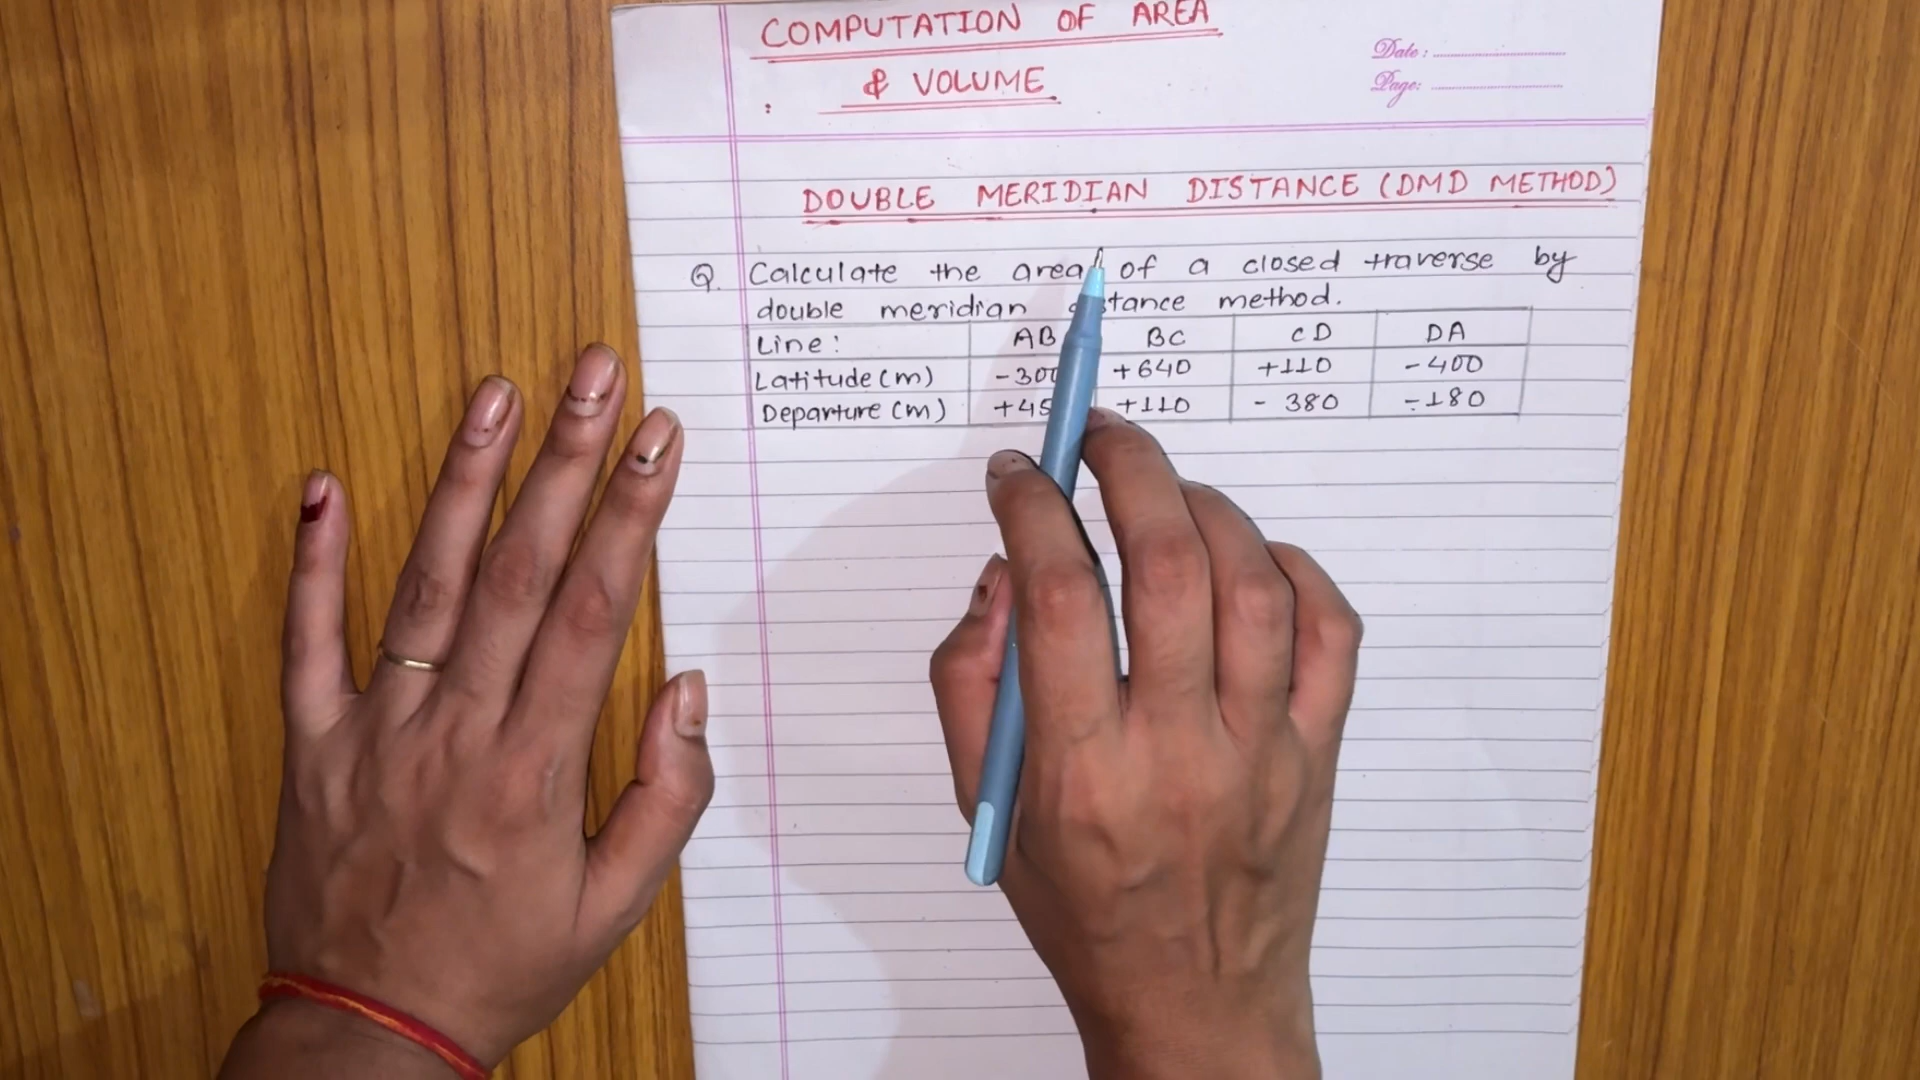 COMPUTATION OF AREA
& VOLUME
Date:
Page:
DOUBLE MERIDIAN DISTANCE (DMD METHOD)
Q. Calculate the area of a closed traverse by
double meridian method.
Line: AB BC CD DA
Latitude (m) +640 +110 -400
Departure (m) +110 - 380 -180